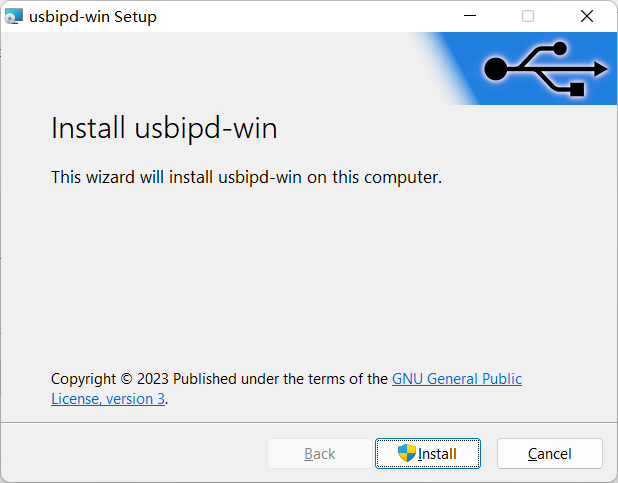 usbipd-win Setup
Install usbipd-win
This wizard will install usbipd-win on this computer.
Copyright © 2023 Published under the terms of the GNU General Public
License, version 3.
Back
Install
Cancel